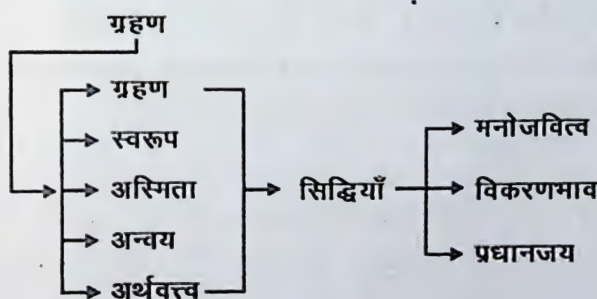 ग्रहण
ग्रहण
स्वरूप
अस्मिता
अन्वय
अर्थवत्त्व
सिद्धियाँ
मनोजवित्व
विकरणभाव
प्रधानजय